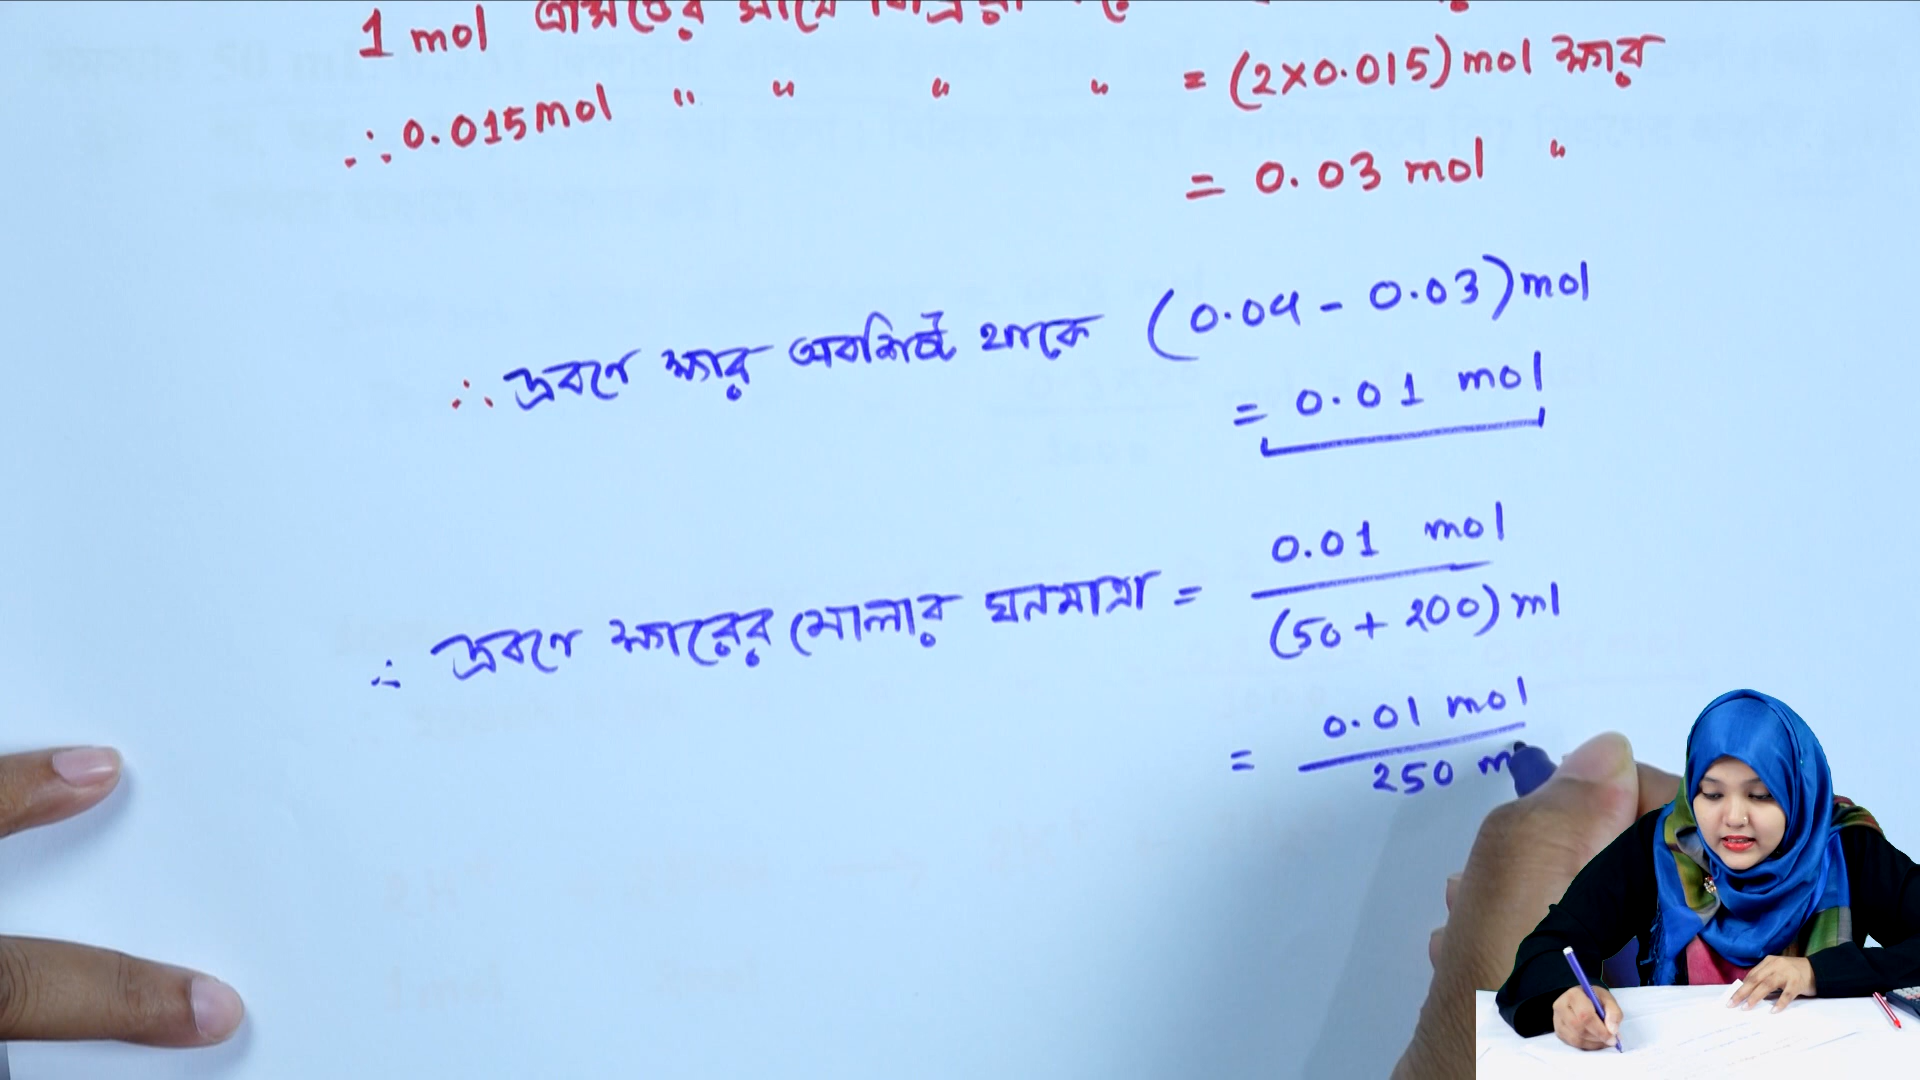 1 mol এসিডের সাথে
∴ 0.015 mol " " " " = (2×0.015) mol ক্ষার
= 0.03 mol "
∴ দ্রবণে ক্ষার অবশিষ্ট থাকে (0.04 - 0.03) mol
= 0.01 mol
∴ দ্রবণে ক্ষারের মোলার ঘনমাত্রা = 0.01 mol
(50 + 200) ml
= 0.01 mol
250 m